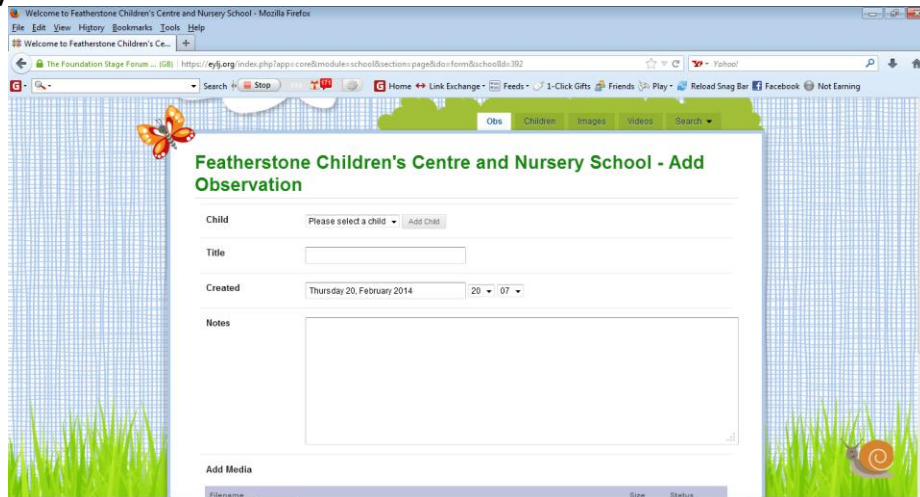 Welcome to Featherstone Children's Centre and Nursery School - Mozilla Firefox
File Edit View History Bookmarks Tools Help
Welcome to Featherstone Children's Ce... +
The Foundation Stage Forum ... (GB) https://eylj.org/index.php?app=core&module=school&section=page&do=form&schoolId=392 Yahoo!
Search Stop Home Link Exchange Feeds 1-Click Gifts Friends Play Reload Snag Bar Facebook Not Earning
Obs Children Images Videos Search
Featherstone Children's Centre and Nursery School - Add
Observation
Child Please select a child Add Child
Title
Created Thursday 20, February 2014 20 07
Notes
Add Media
Filename Size Status